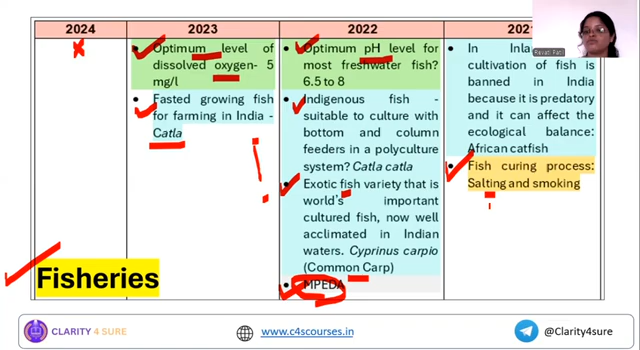 2024
2023
2022
2021
Optimum level of
dissolved oxygen- 5
mg/l
Fasted growing fish
for farming in India -
Catla
Optimum pH level for
most freshwater fish?
6.5 to 8
Indigenous fish -
suitable to culture with
bottom and column
feeders in a polyculture
system? Catla catla
Exotic fish variety that is
world's important
cultured fish, now well
acclimated in Indian
waters. Cyprinus carpio
(Common Carp)
MPEDA
In Inla
cultivation of fish is
banned in India
because it is predatory
and it can affect the
ecological balance:
African catfish
Fish curing process:
Salting and smoking
Fisheries
Revati Patil
CLARITY 4 SURE
www.c4scourses.in
@Clarity4sure